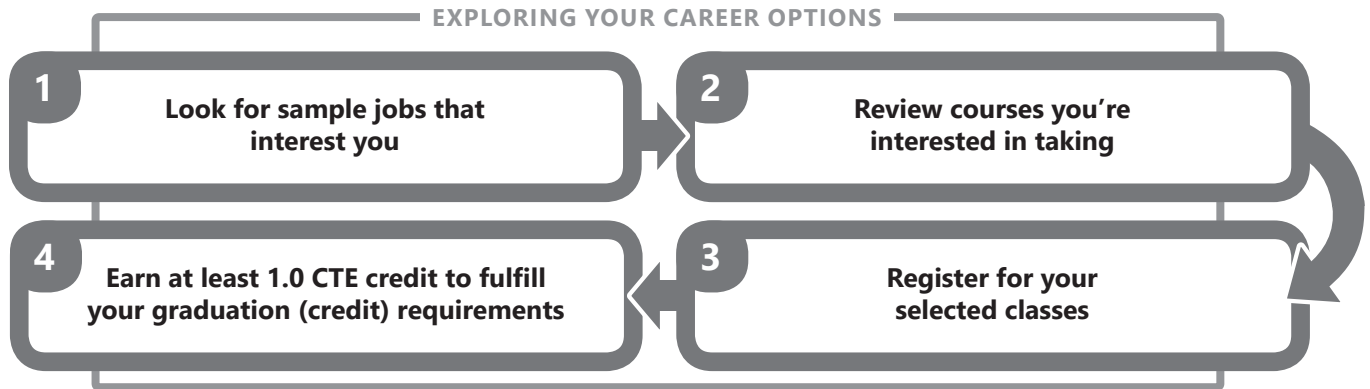 EXPLORING YOUR CAREER OPTIONS
1
Look for sample jobs that
interest you
2
Review courses you’re
interested in taking
3
Register for your
selected classes
4
Earn at least 1.0 CTE credit to fulfill
your graduation (credit) requirements